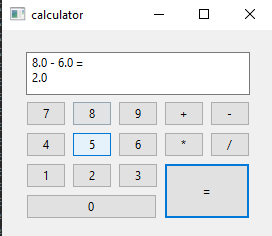 calculator
8.0 - 6.0 =
2.0
7 8 9 + -
4 5 6 * /
1 2 3 =
0